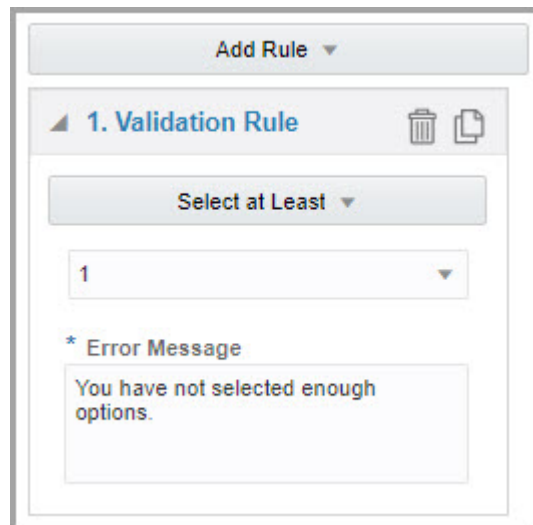 Add Rule
1. Validation Rule
Select at Least
1
* Error Message
You have not selected enough
options.